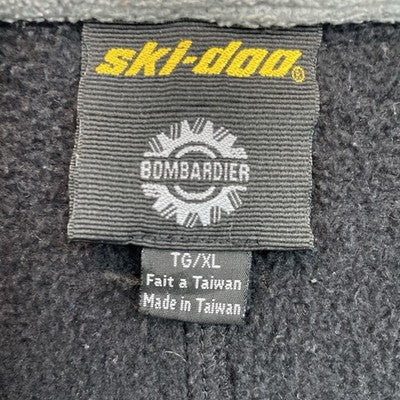 ski-doo®
BOMBARDIER
TG/XL
Fait a Taiwan
Made in Taiwan